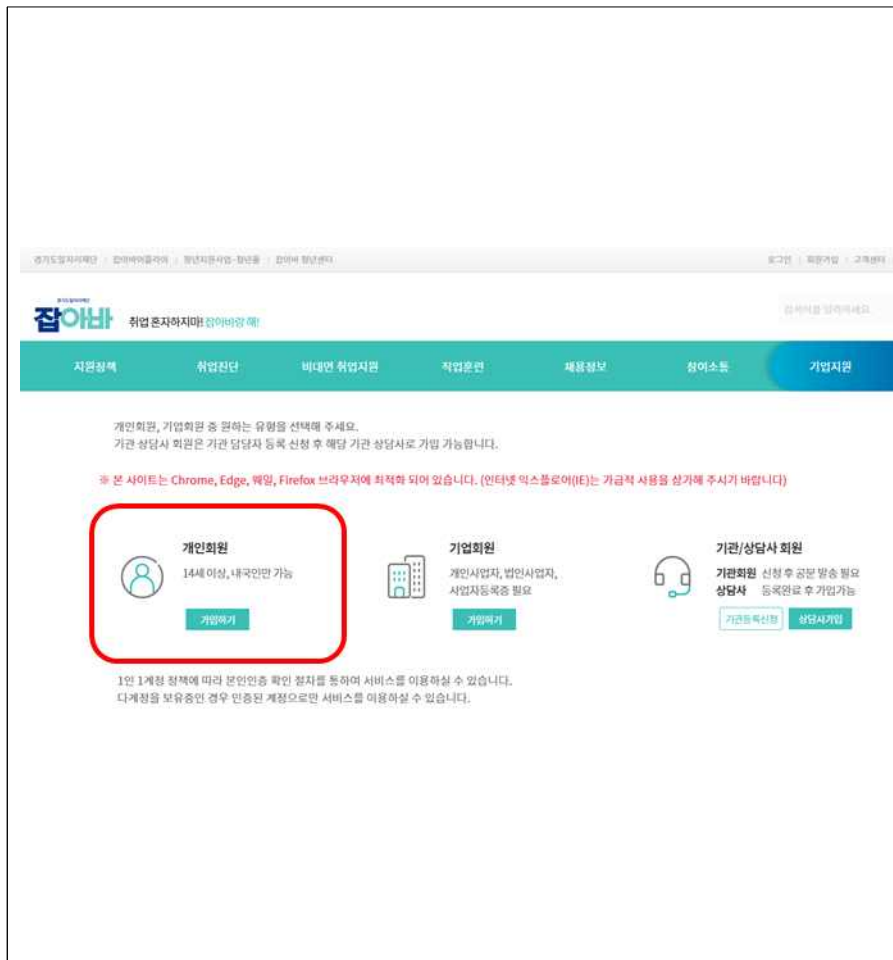 경기도일자리재단 잡아바어플라이 청년지원사업-청년몰 잡아바 청년센터
로그인 회원가입 고객센터
경기도일자리재단
잡아바 취업 혼자하지마! 잡아바랑 해!
검색어를 입력하세요
지원정책 취업진단 비대면 취업지원 직업훈련 채용정보 참여소통 기업지원
개인회원, 기업회원 중 원하는 유형을 선택해 주세요.
기관 상담사 회원은 기관 담당자 등록 신청 후 해당 기관 상담사로 가입 가능합니다.
※ 본 사이트는 Chrome, Edge, 웨일, Firefox 브라우저에 최적화 되어 있습니다. (인터넷 익스플로어(IE)는 가급적 사용을 삼가해 주시기 바랍니다)
개인회원
14세 이상, 내국인만 가능
가입하기
기업회원
개인사업자, 법인사업자,
사업자등록증 필요
가입하기
기관/상담사 회원
기관회원 신청 후 공문 발송 필요
상담사 등록완료 후 가입가능
기관등록신청 상담사가입
1인 1계정 정책에 따라 본인인증 확인 절차를 통하여 서비스를 이용하실 수 있습니다.
다계정을 보유중인 경우 인증된 계정으로만 서비스를 이용하실 수 있습니다.